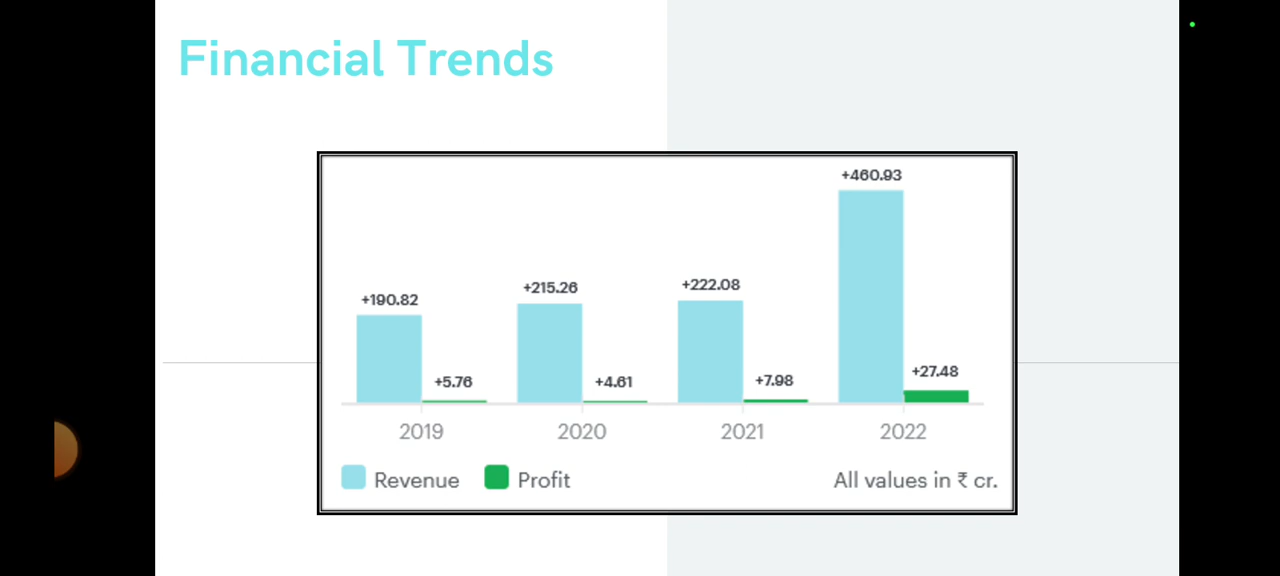 Financial Trends
+460.93
+190.82
+215.26
+222.08
+5.76
+4.61
+7.98
+27.48
2019 2020 2021 2022
Revenue Profit All values in ₹ cr.